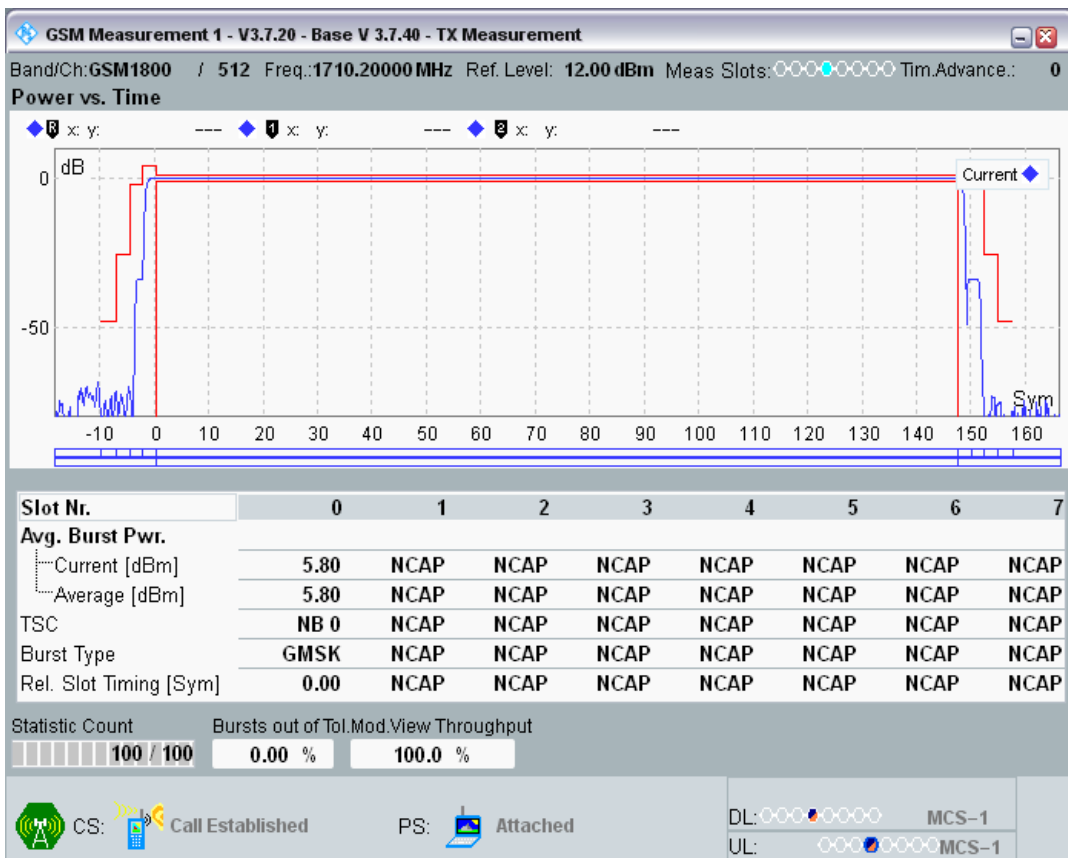 GSM Measurement 1 - V3.7.20 - Base V 3.7.40 - TX Measurement
Band/Ch:GSM1800 / 512 Freq.:1710.20000 MHz Ref. Level: 12.00 dBm Meas Slots: Tim.Advance.: 0
Power vs. Time
R x: y: --- 1 x: y: --- 2 x: y: ---
dB
Current
0
-50
Sym
-10 0 10 20 30 40 50 60 70 80 90 100 110 120 130 140 150 160
Slot Nr. 0 1 2 3 4 5 6 7
Avg. Burst Pwr.
Current [dBm] 5.80 NCAP NCAP NCAP NCAP NCAP NCAP NCAP
Average [dBm] 5.80 NCAP NCAP NCAP NCAP NCAP NCAP NCAP
TSC NB 0 NCAP NCAP NCAP NCAP NCAP NCAP NCAP
Burst Type GMSK NCAP NCAP NCAP NCAP NCAP NCAP NCAP
Rel. Slot Timing [Sym] 0.00 NCAP NCAP NCAP NCAP NCAP NCAP NCAP
Statistic Count Bursts out of Tol.Mod.View Throughput
100 / 100 0.00 % 100.0 %
CS: Call Established PS: Attached
DL: MCS-1
UL: MCS-1